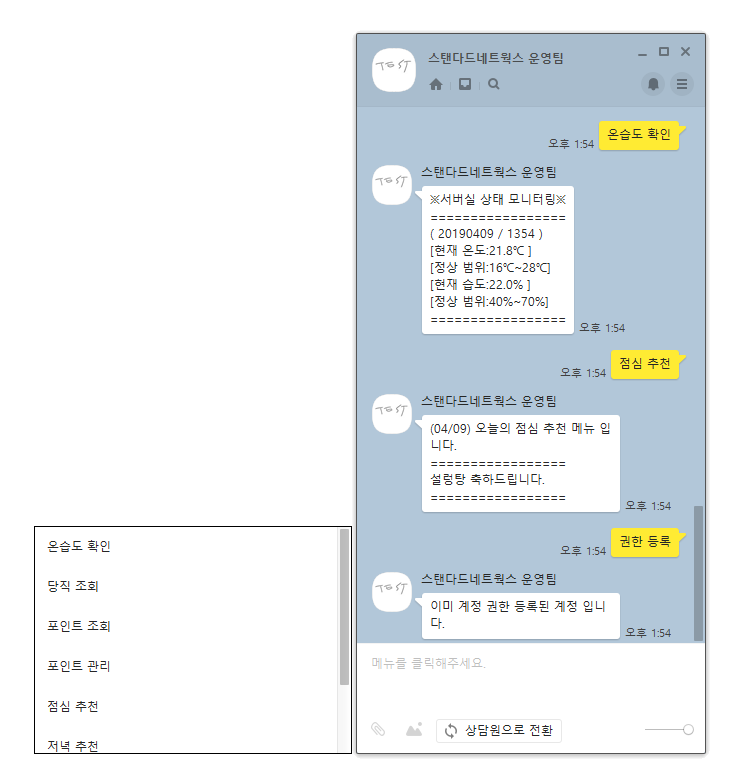 TEST
스탠다드네트웍스 운영팀
온습도 확인
오후 1:54
TEST
스탠다드네트웍스 운영팀
※서버실 상태 모니터링※
=================
( 20190409 / 1354 )
[현재 온도:21.8℃ ]
[정상 범위:16℃~28℃]
[현재 습도:22.0% ]
[정상 범위:40%~70%]
=================
오후 1:54
점심 추천
오후 1:54
TEST
스탠다드네트웍스 운영팀
(04/09) 오늘의 점심 추천 메뉴 입
니다.
=================
설렁탕 축하드립니다.
=================
오후 1:54
권한 등록
오후 1:54
TEST
스탠다드네트웍스 운영팀
이미 계정 권한 등록된 계정 입니
다.
오후 1:54
메뉴를 클릭해주세요.
상담원으로 전환
온습도 확인
당직 조회
포인트 조회
포인트 관리
점심 추천
저녁 추천